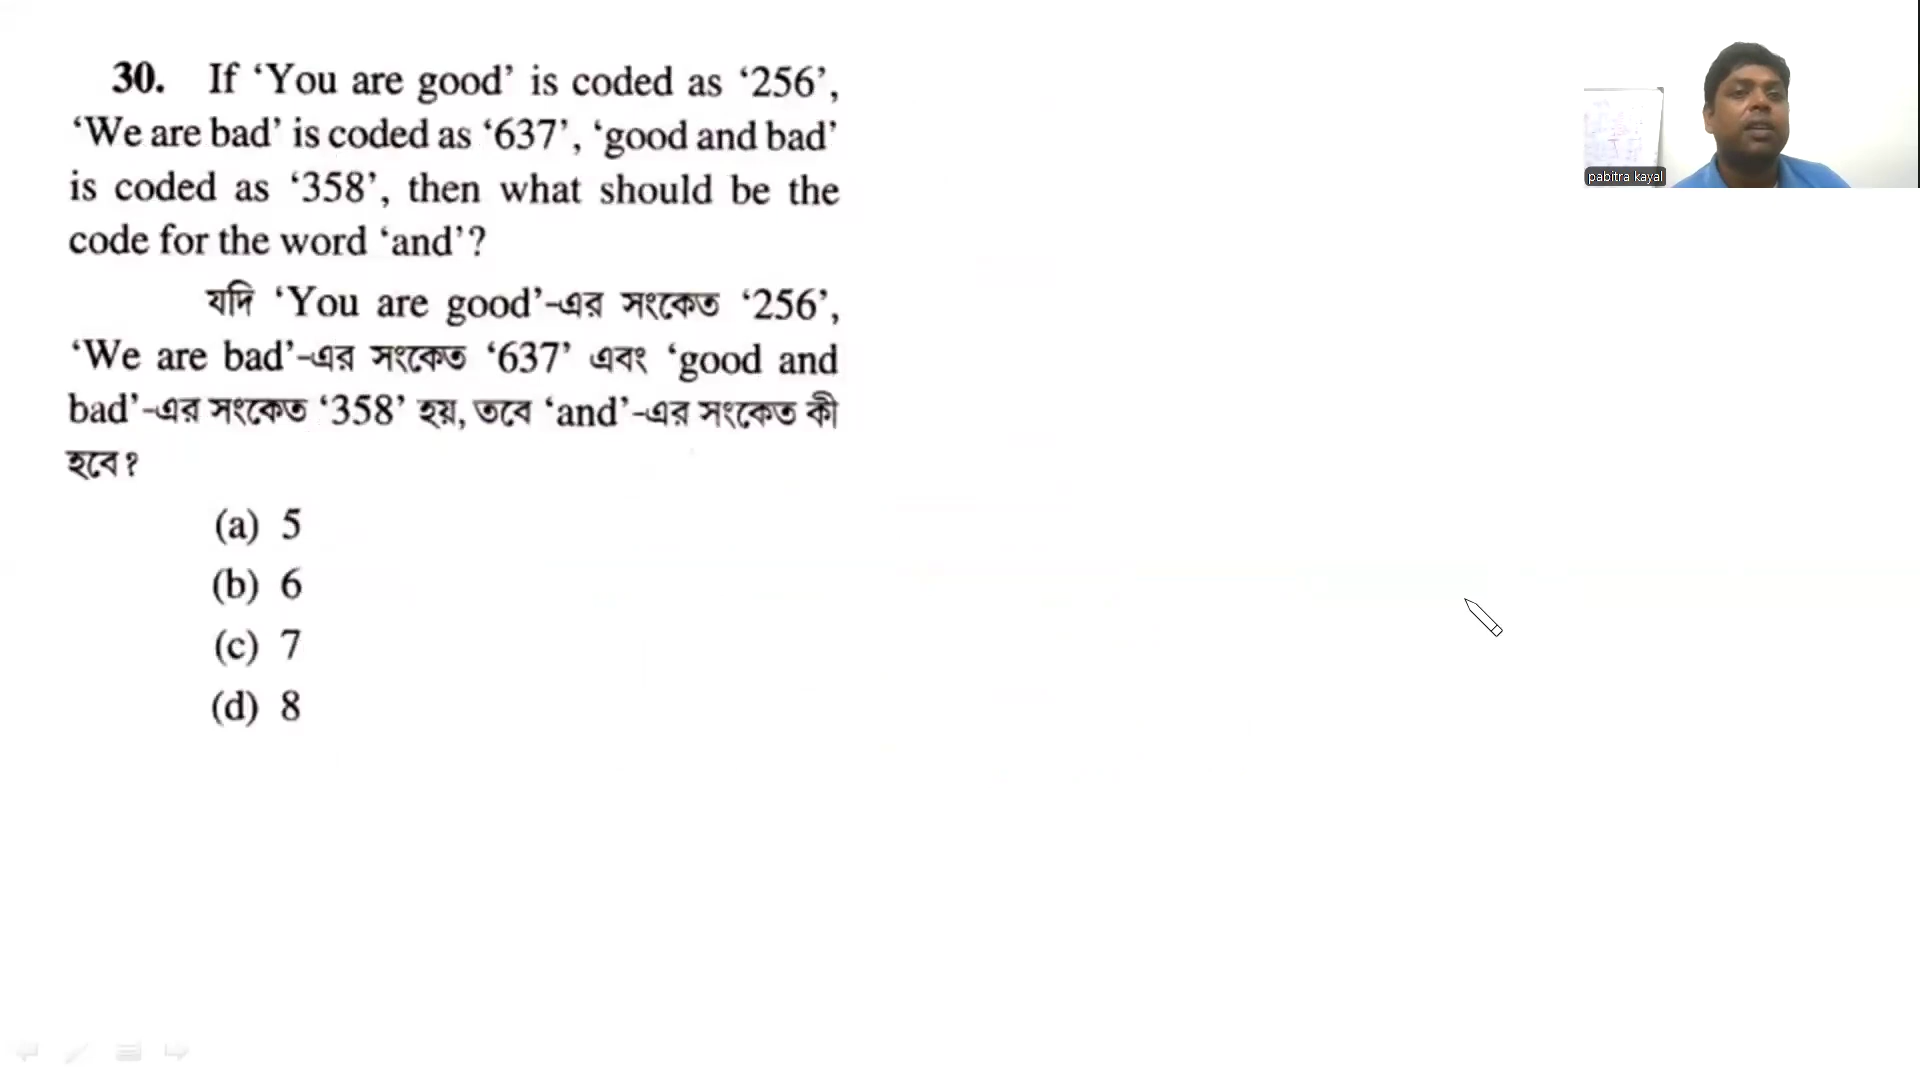 30. If ‘You are good’ is coded as ‘256’,
‘We are bad’ is coded as ‘637’, ‘good and bad’
is coded as ‘358’, then what should be the
code for the word ‘and’?
যদি ‘You are good’-এর সংকেত ‘256’,
‘We are bad’-এর সংকেত ‘637’ এবং ‘good and
bad’-এর সংকেত ‘358’ হয়, তবে ‘and’-এর সংকেত কী
হবে?
(a) 5
(b) 6
(c) 7
(d) 8
pabitra kayal